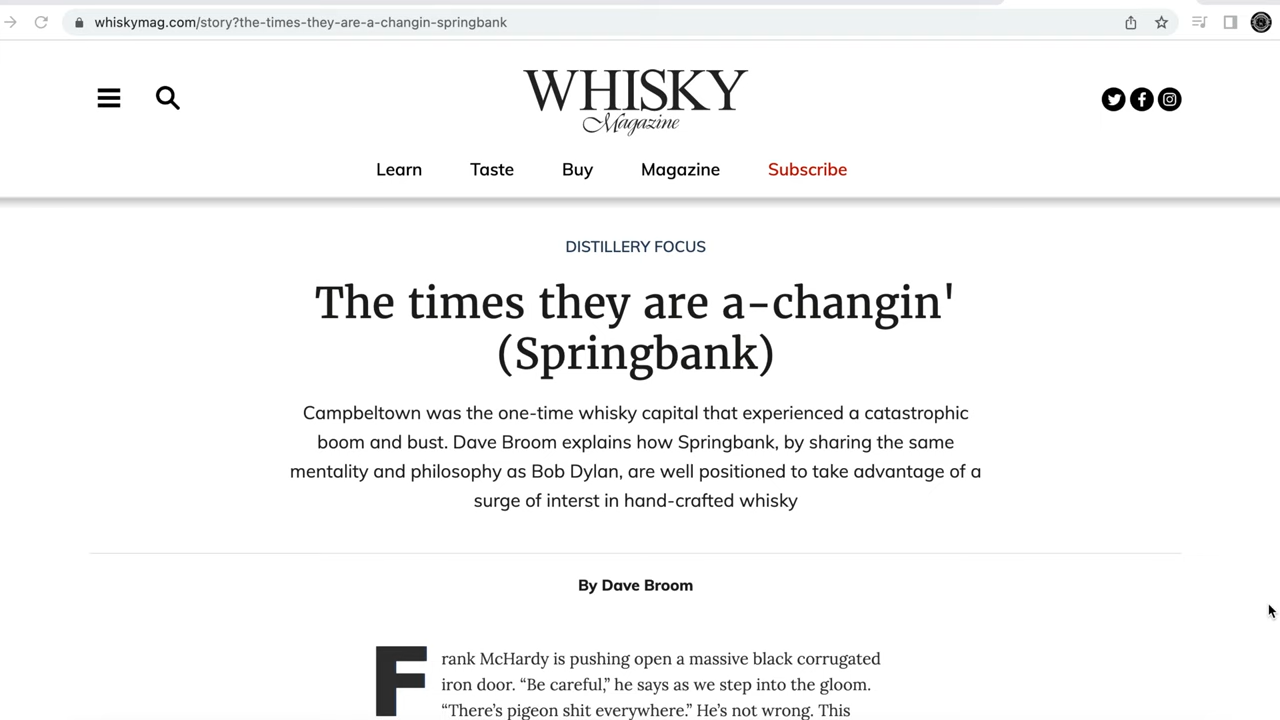 whiskymag.com/story?the-times-they-are-a-changin-springbank
WHISKY
Magazine
Learn Taste Buy Magazine Subscribe
DISTILLERY FOCUS
The times they are a-changin'
(Springbank)
Campbeltown was the one-time whisky capital that experienced a catastrophic
boom and bust. Dave Broom explains how Springbank, by sharing the same
mentality and philosophy as Bob Dylan, are well positioned to take advantage of a
surge of interst in hand-crafted whisky
By Dave Broom
Frank McHardy is pushing open a massive black corrugated
iron door. “Be careful,” he says as we step into the gloom.
“There’s pigeon shit everywhere.” He’s not wrong. This